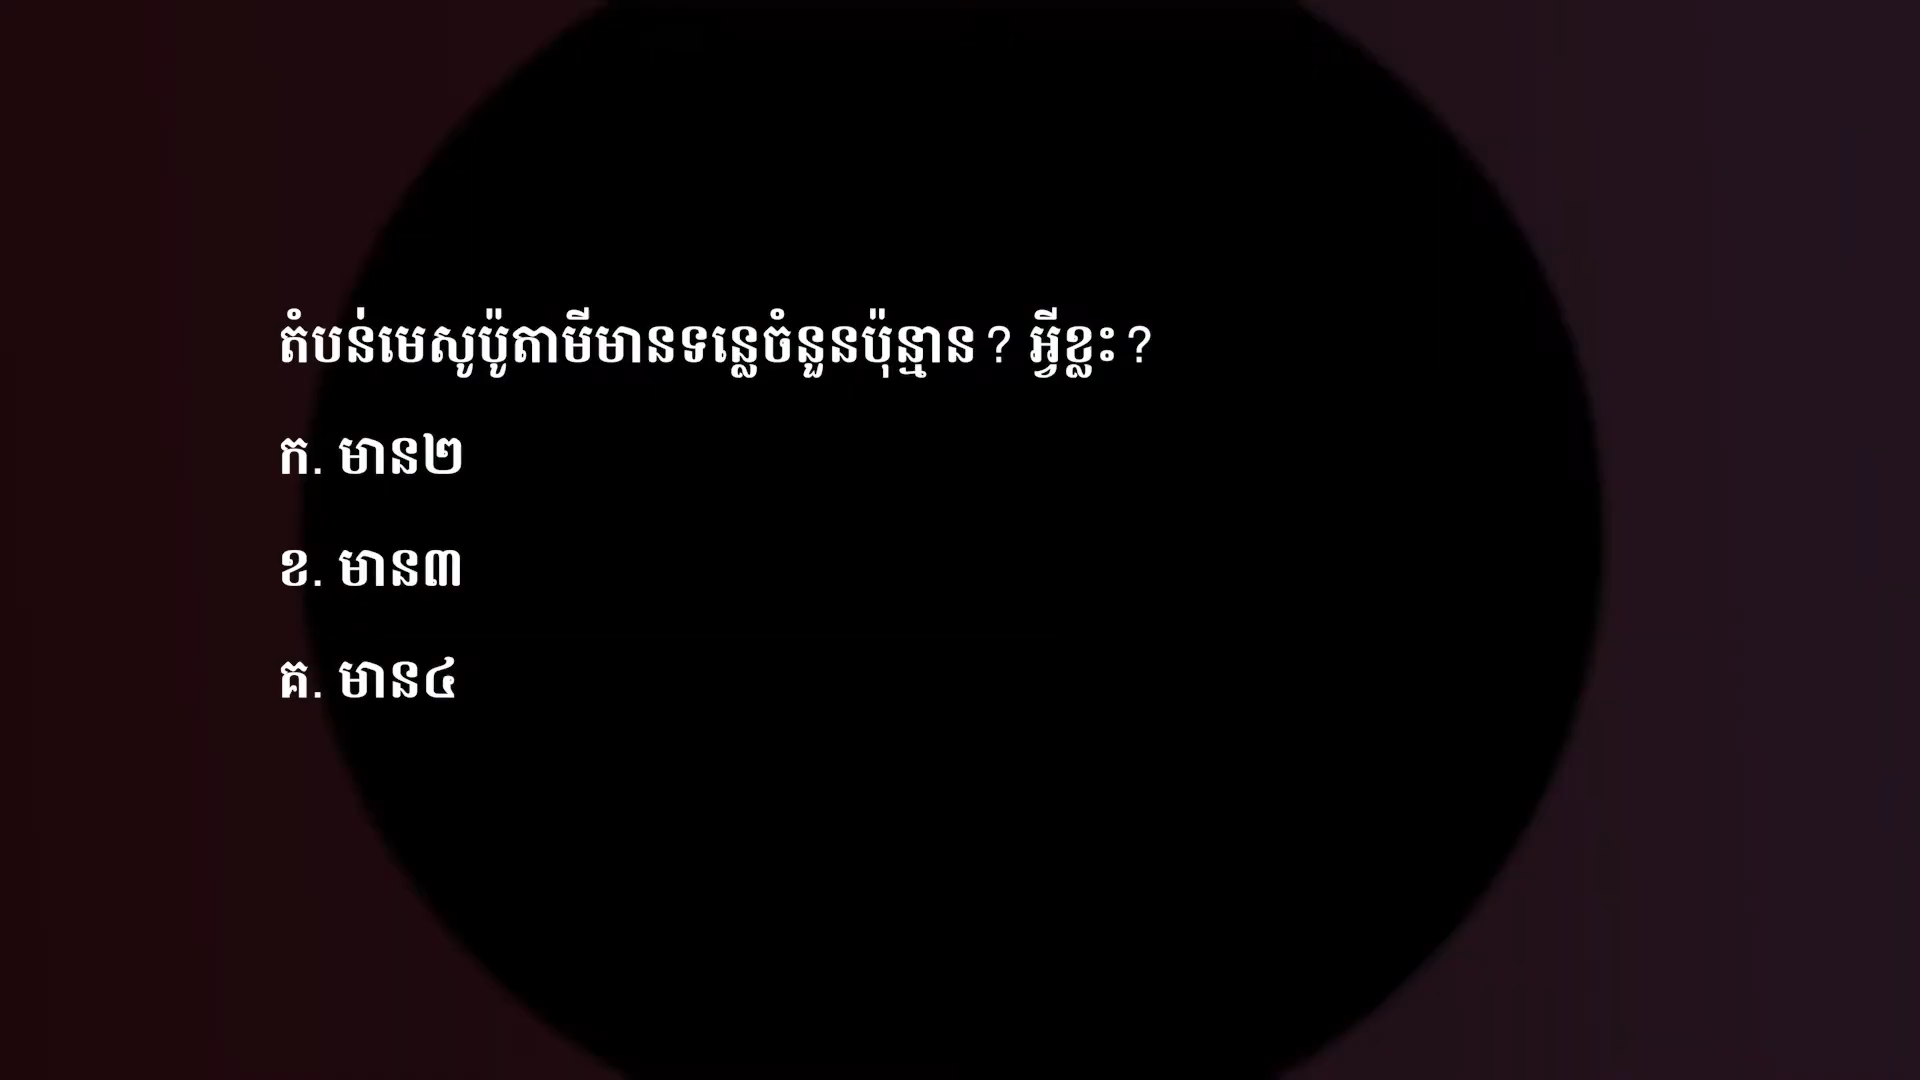 តំបន់មេសូប៉ូតាមីមានទន្លេចំនួនប៉ុន្មាន? អ្វីខ្លះ?
ក. មាន២
ខ. មាន៣
គ. មាន៤